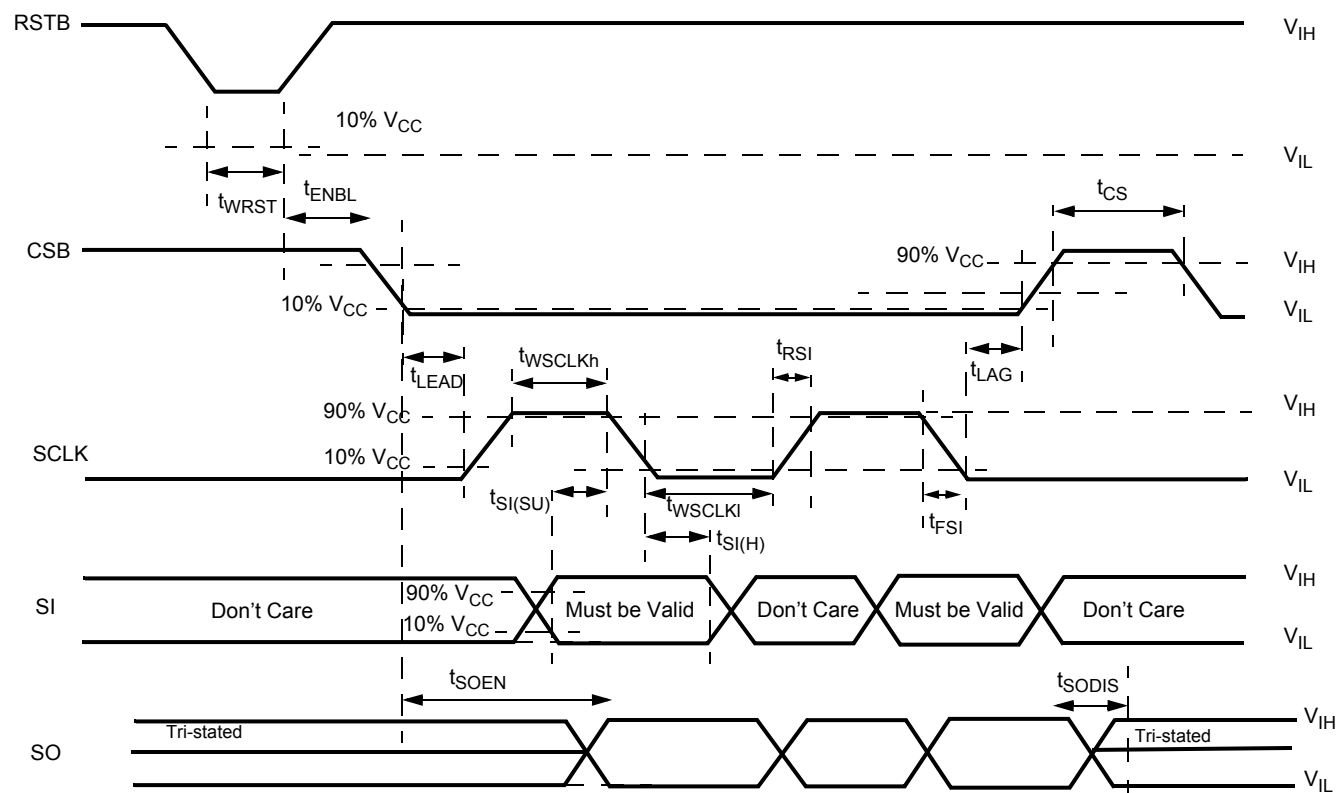 RSTB
V_IH
10% V_CC
V_IL
t_WRST
t_ENBL
t_CS
CSB
90% V_CC
V_IH
10% V_CC
V_IL
t_LEAD
t_WSCLKh
t_RSI
t_LAG
90% V_CC
V_IH
SCLK
10% V_CC
V_IL
t_SI(SU)
t_WSCLKl
t_FSI
t_SI(H)
V_IH
SI
Don't Care
90% V_CC
Must be Valid
Don't Care
Must be Valid
Don't Care
10% V_CC
V_IL
t_SOEN
t_SODIS
V_IH
Tri-stated
Tri-stated
SO
V_IL